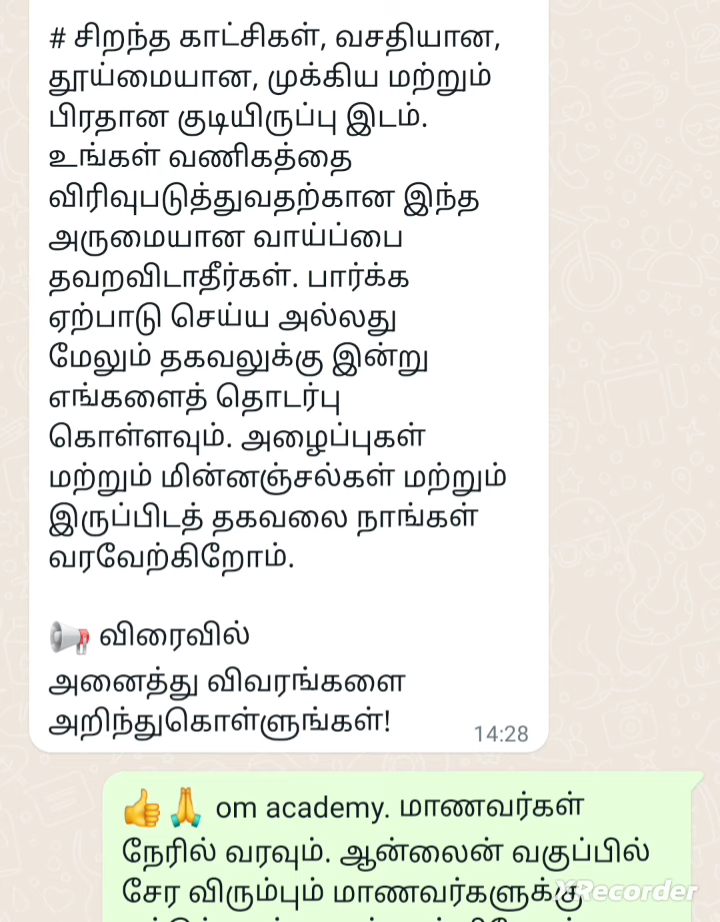 # சிறந்த காட்சிகள், வசதியான,
தூய்மையான, முக்கிய மற்றும்
பிரதான குடியிருப்பு இடம்.
உங்கள் வணிகத்தை
விரிவுபடுத்துவதற்கான இந்த
அருமையான வாய்ப்பை
தவறவிடாதீர்கள். பார்க்க
ஏற்பாடு செய்ய அல்லது
மேலும் தகவலுக்கு இன்று
எங்களைத் தொடர்பு
கொள்ளவும். அழைப்புகள்
மற்றும் மின்னஞ்சல்கள் மற்றும்
இருப்பிடத் தகவலை நாங்கள்
வரவேற்கிறோம்.
📢 விரைவில்
அனைத்து விவரங்களை
அறிந்துகொள்ளுங்கள்!
14:28
👍🙏 om academy. மாணவர்கள்
நேரில் வரவும். ஆன்லைன் வகுப்பில்
சேர விரும்பும் மாணவர்களுக்கு
XRecorder